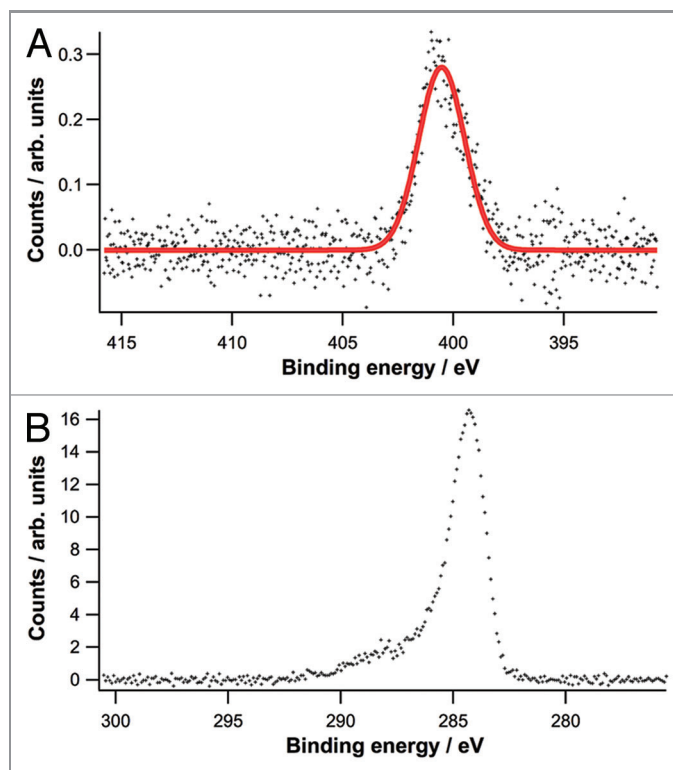 A
Counts / arb. units
0.3
0.2
0.1
0.0
415 410 405 400 395
Binding energy / eV
B
Counts / arb. units
16
14
12
10
8
6
4
2
0
300 295 290 285 280
Binding energy / eV